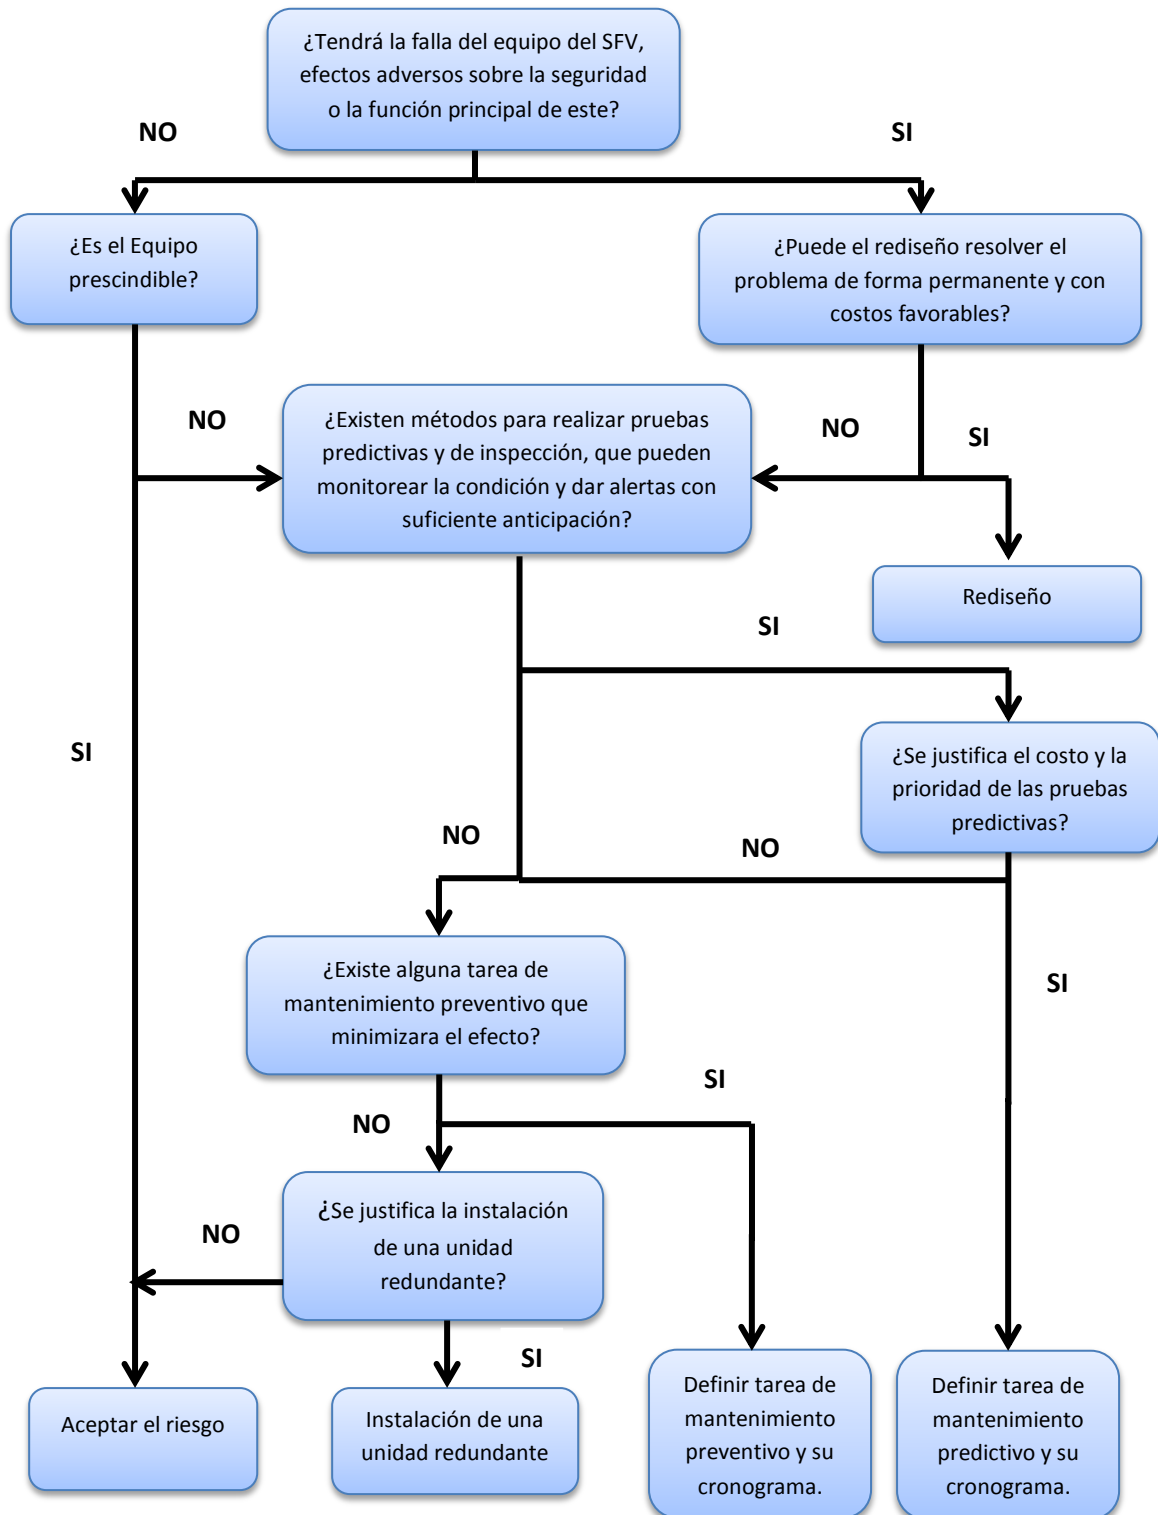 ¿Tendrá la falla del equipo del SFV,
efectos adversos sobre la seguridad
o la función principal de este?
NO
SI
¿Es el Equipo
prescindible?
¿Puede el rediseño resolver el
problema de forma permanente y con
costos favorables?
NO
¿Existen métodos para realizar pruebas
predictivas y de inspección, que pueden
monitorear la condición y dar alertas con
suficiente anticipación?
NO
SI
Rediseño
SI
SI
¿Se justifica el costo y la
prioridad de las pruebas
predictivas?
NO
NO
¿Existe alguna tarea de
mantenimiento preventivo que
minimizara el efecto?
SI
SI
NO
¿Se justifica la instalación
de una unidad
redundante?
NO
SI
Aceptar el riesgo
Instalación de una
unidad redundante
Definir tarea de
mantenimiento
preventivo y su
cronograma.
Definir tarea de
mantenimiento
predictivo y su
cronograma.